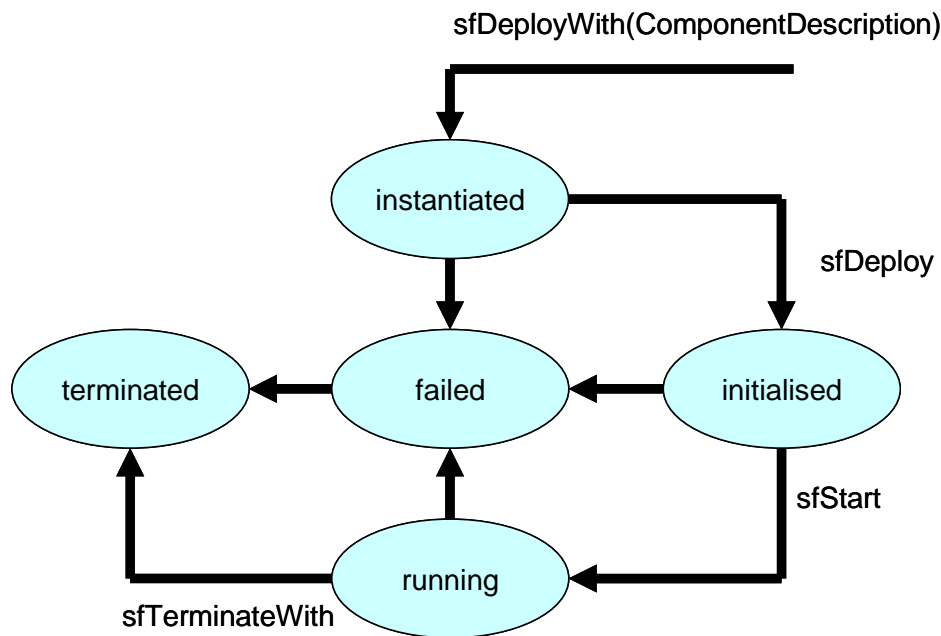 sfDeployWith(ComponentDescription)
instantiated
sfDeploy
terminated
failed
initialised
sfStart
running
sfTerminateWith